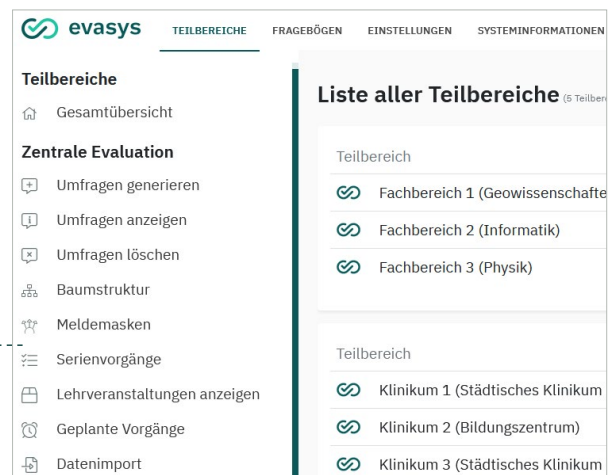 evasys TEILBEREICHE FRAGEBÖGEN EINSTELLUNGEN SYSTEMINFORMATIONEN
Teilbereiche
Gesamtübersicht
Zentrale Evaluation
Umfragen generieren
Umfragen anzeigen
Umfragen löschen
Baumstruktur
Meldemasken
Serienvorgänge
Lehrveranstaltungen anzeigen
Geplante Vorgänge
Datenimport
Liste aller Teilbereiche (5 Teilber
Teilbereich
Fachbereich 1 (Geowissenschafte
Fachbereich 2 (Informatik)
Fachbereich 3 (Physik)
Teilbereich
Klinikum 1 (Städtisches Klinikum
Klinikum 2 (Bildungszentrum)
Klinikum 3 (Städtisches Klinikum